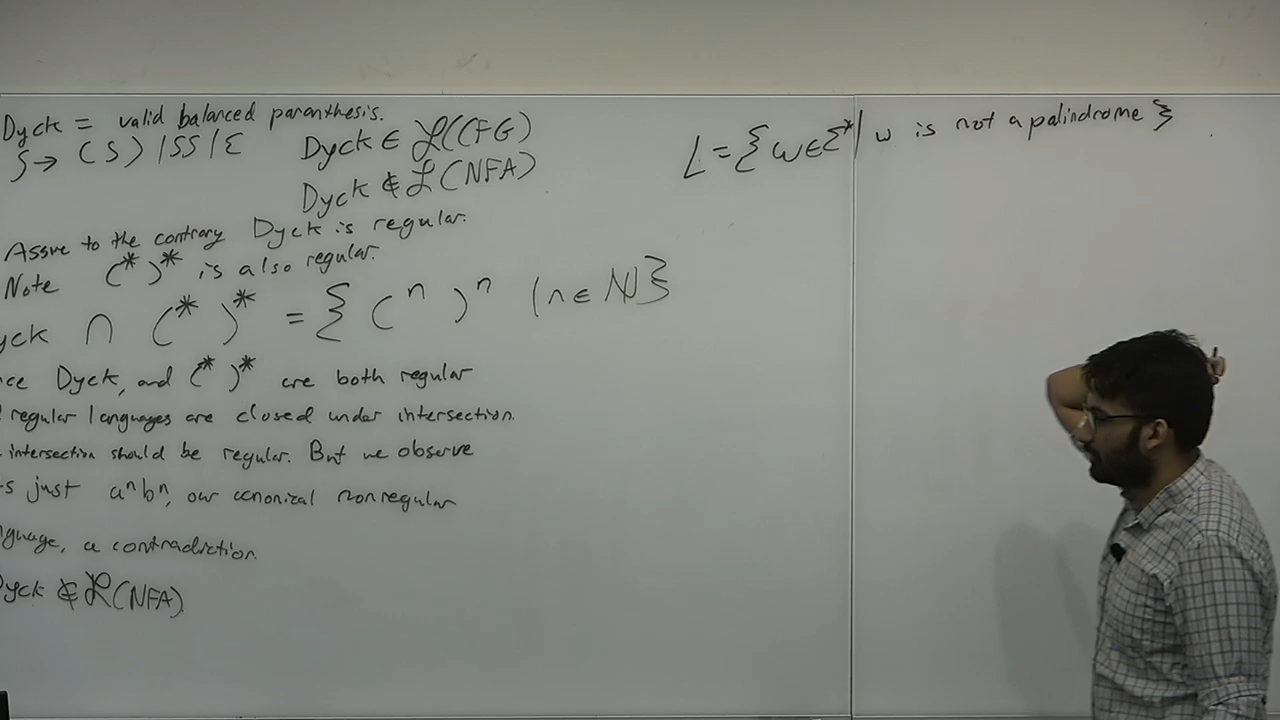 Dyck = valid balanced paranthesis.
S → (S) | SS | ε
Dyck ∈ ℒ(CFG)
Dyck ∉ ℒ(NFA)
Assue to the contrary Dyck is regular.
Note (* )* is also regular.
yck ∩ (* )* = { (ⁿ )ⁿ | n ∈ ℕ }
ce Dyck, and (* )* are both regular
regular languages are closed under intersection.
intersection should be regular. But we observe
s just aⁿbⁿ, our canonical nonregular
nguage, a contradiction.
Dyck ∉ ℒ(NFA)
L = { w ∈ Σ* | w is not a palindrome }